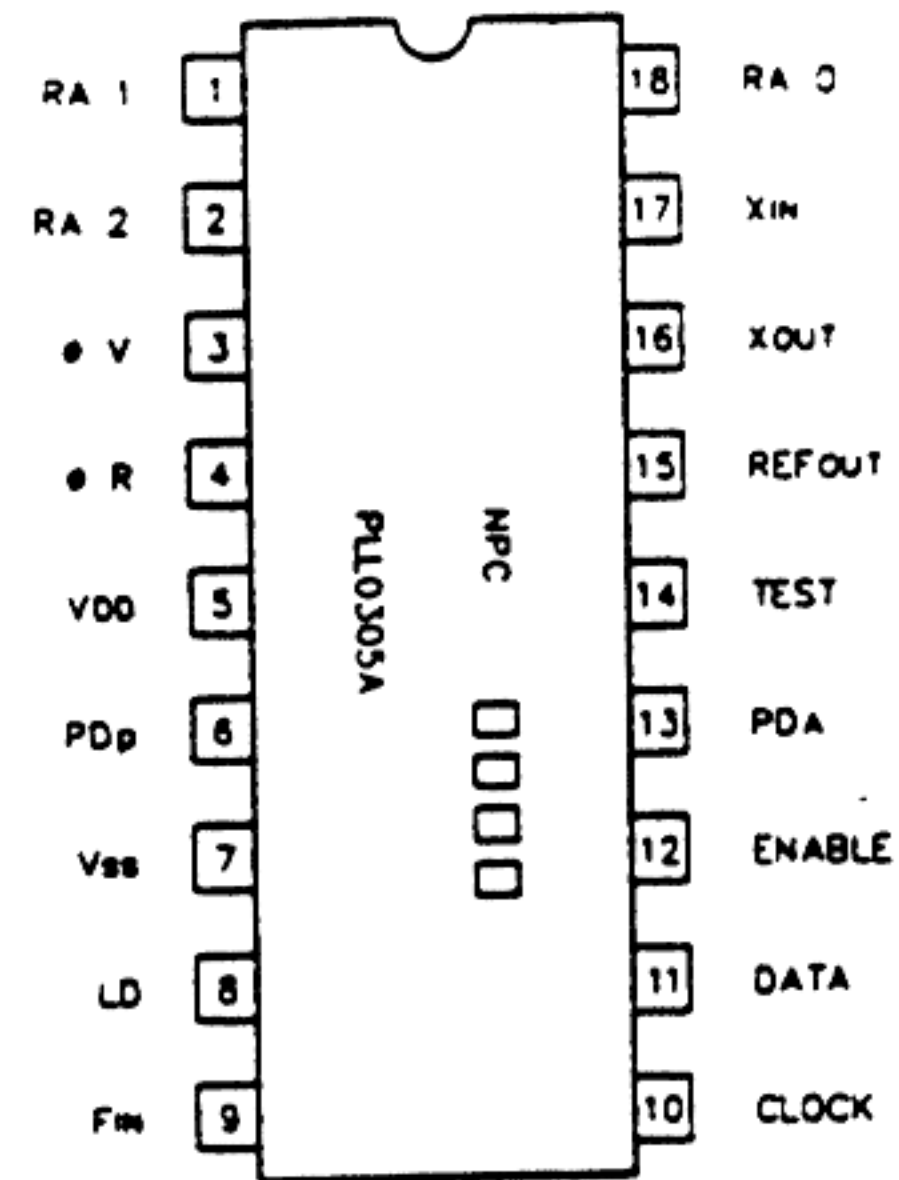 RA 1 1 18 RA 0
RA 2 2 17 XIN
φ V 3 16 XOUT
φ R 4 15 REFOUT
VDD 5 14 TEST
PDp 6 13 PDA
Vss 7 12 ENABLE
LD 8 11 DATA
Fin 9 10 CLOCK
PLL0305A
NPC